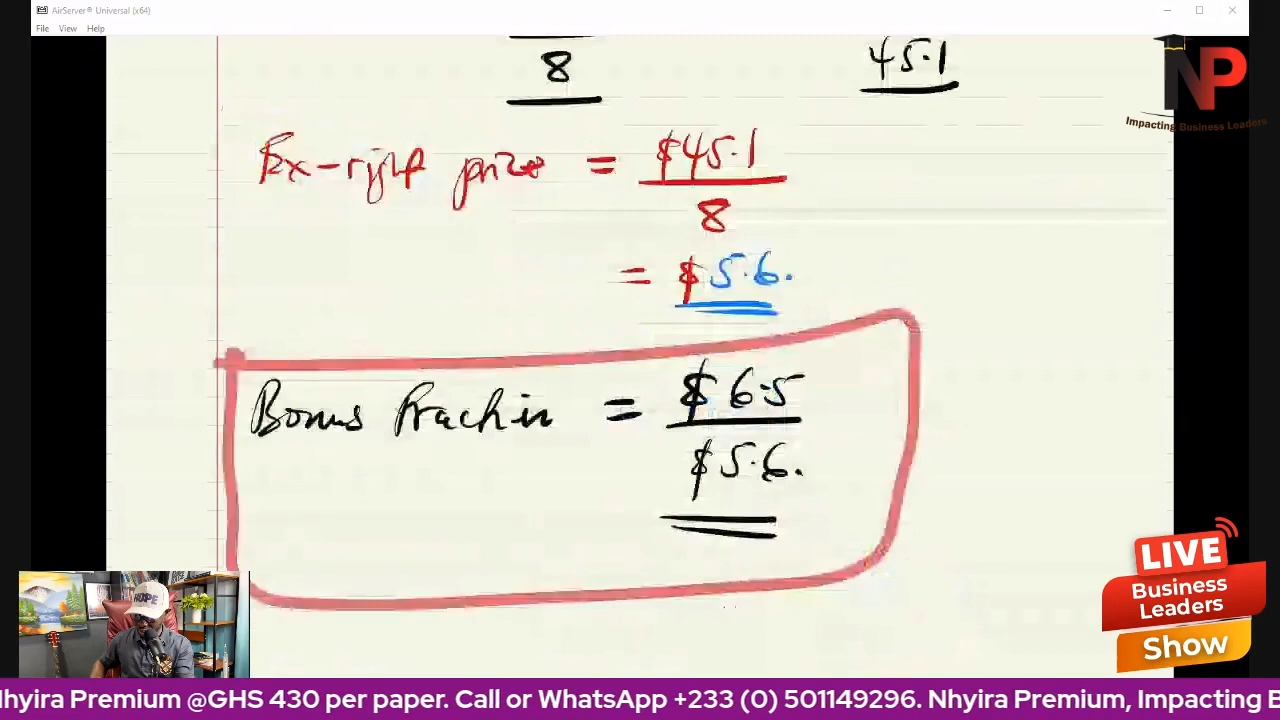 AirServer® Universal (x64)
File View Help
8
45.1
NP
Impacting Business Leaders
Ex-right price = $45.1
8
= $5.6.
Bonus = $6.5
$5.6.
HOPE
LIVE
Business
Leaders
Show
Nhyira Premium @GHS 430 per paper. Call or WhatsApp +233 (0) 501149296. Nhyira Premium, Impacting B